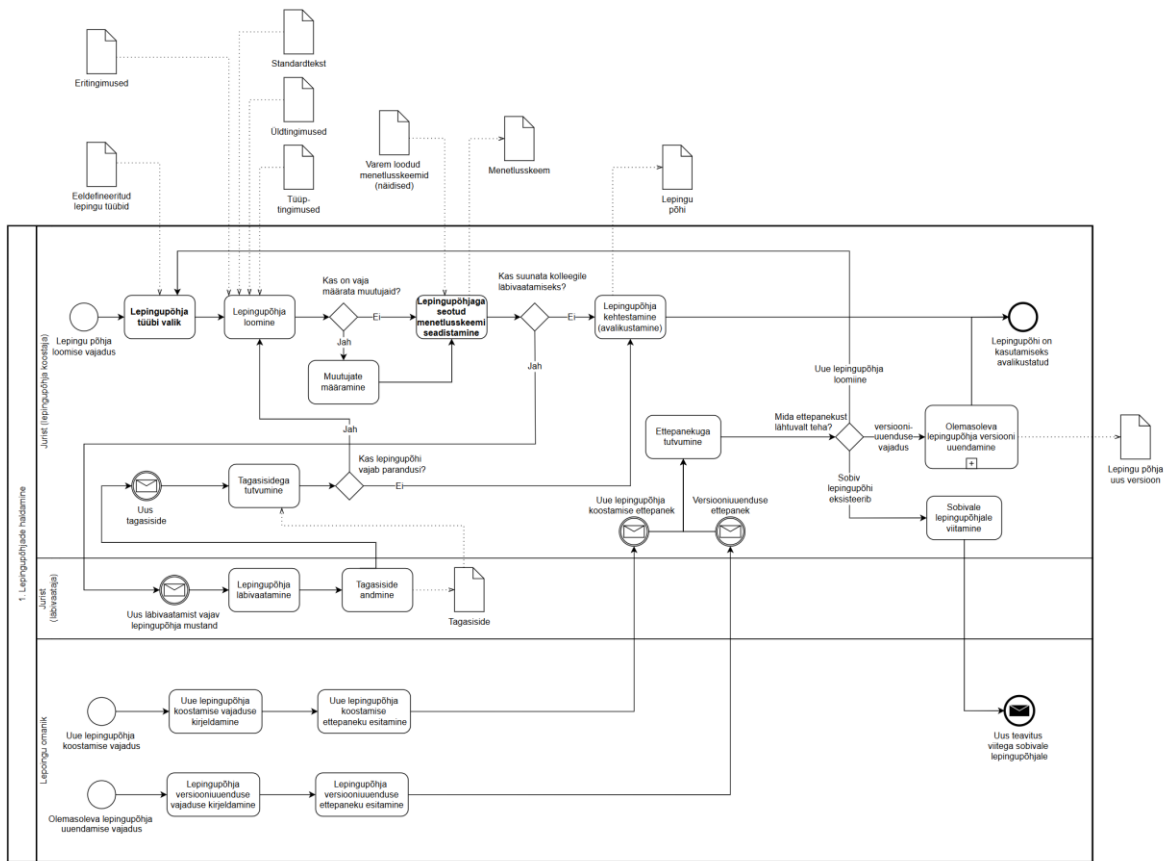 Eritingimused
Standardtekst
Üldtingimused
Eeldefineeritud
lepingu tüübid
Tüüp-
tingimused
Varem loodud
menetlusskeemid
(näidised)
Menetlusskeem
Lepingu
põhi
1. Lepingupõhjade haldamine
Jurist (lepingupõhja koostaja)
Lepingu põhja
loomise vajadus
Lepingupõhja
tüübi valik
Lepingupõhja
loomine
Kas on vaja
määrata muutujaid?
Ei
Jah
Muutujate
määramine
Lepingupõhjaga
seotud
menetlusskeemi
seadistamine
Kas suunata kolleegile
läbivaatamiseks?
Ei
Jah
Lepingupõhja
kehtestamine
(avalikustamine)
Lepingupõhi on
kasutamiseks
avalikustatud
Uue lepingupõhja
loomiine
Mida ettepanekust
lähtuvalt teha?
versiooni-
uuenduse
vajadus
Olemasoleva
lepingupõhja versiooni
uuendamine
Lepingu põhja
uus versioon
Sobiv
lepingupõhi
eksisteerib
Sobivale
lepingupõhjale
viitamine
Ettepanekuga
tutvumine
Uue lepingupõhja
koostamise ettepanek
Versiooniuuenduse
ettepanek
Jah
Kas lepingupõhi
vajab parandusi?
Ei
Tagasisidega
tutvumine
Uus
tagasiside
Jurist
(läbivaataja)
Uus läbivaatamist vajav
lepingupõhja mustand
Lepingupõhja
läbivaatamine
Tagasiside
andmine
Tagasiside
Lepoingu omanik
Uue lepingupõhja
koostamise vajadus
Uue lepingupõhja
koostamise vajaduse
kirjeldamine
Uue lepingupõhja
koostamise
ettepaneku esitamine
Uus teavitus
viitega sobivale
lepingupõhjale
Olemasoleva lepingupõhja
uuendamise vajadus
Lepingupõhja
versiooniuuenduse
vajaduse kirjeldamine
Lepingupõhja
versiooniuuenduse
ettepaneku esitamine